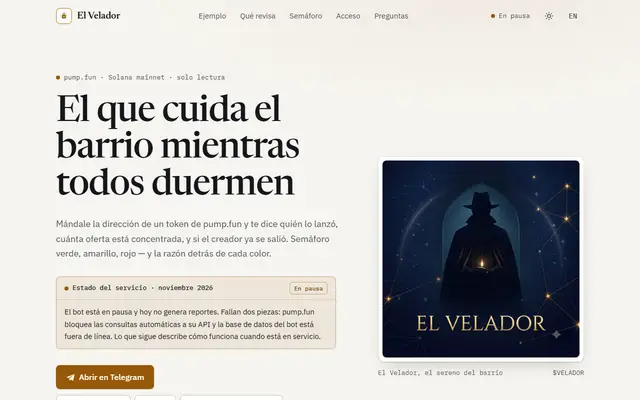 El Velador
Ejemplo
Qué revisa
Semáforo
Acceso
Preguntas
En pausa
EN
pump.fun · Solana mainnet · solo lectura
El que cuida el
barrio mientras
todos duermen
Mándale la dirección de un token de pump.fun y te dice quién lo lanzó,
cuánta oferta está concentrada, y si el creador ya se salió. Semáforo
verde, amarillo, rojo — y la razón detrás de cada color.
Estado del servicio · noviembre 2026
En pausa
El bot está en pausa y hoy no genera reportes. Fallan dos piezas: pump.fun
bloquea las consultas automáticas a su API y la base de datos del bot está
fuera de línea. Lo que sigue describe cómo funciona cuando está en servicio.
Abrir en Telegram
EL VELADOR
El Velador, el sereno del barrio
$VELADOR